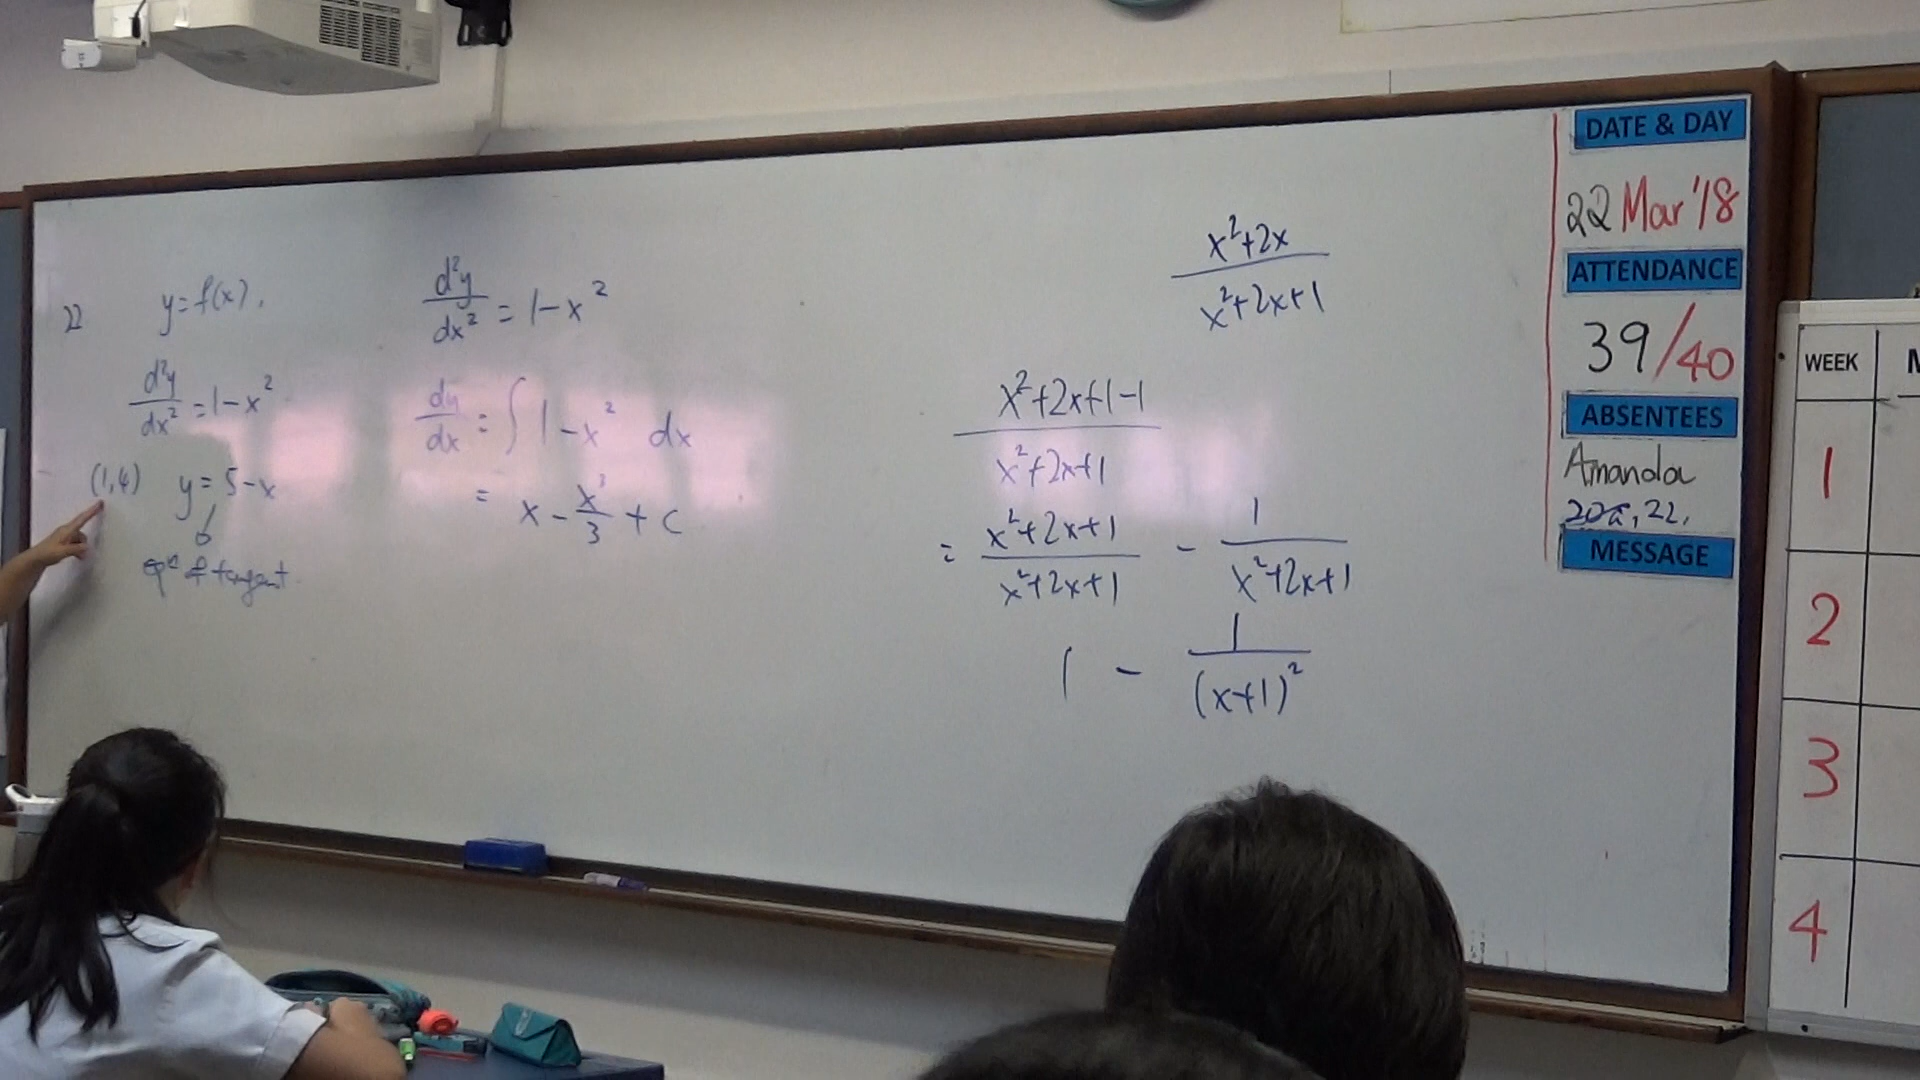 22
y = f(x).
d²y/dx² = 1-x²
(1,4) y = 5-x
eqⁿ of tangent.
d²y/dx² = 1-x²
dy/dx = ∫ 1-x² dx
= x - x³/3 + c
x²+2x
x²+2x+1
x²+2x+1-1
x²+2x+1
= x²+2x+1 / x²+2x+1 - 1 / x²+2x+1
1 - 1/(x+1)²
DATE & DAY
22 Mar '18
ATTENDANCE
39/40
ABSENTEES
Amanda
20a, 22,
MESSAGE
WEEK
1
2
3
4